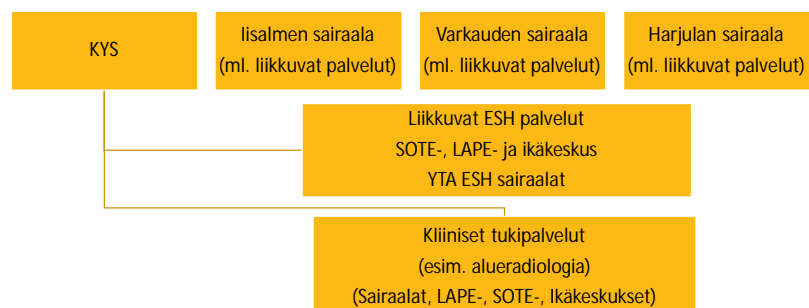 KYS
Iisalmen sairaala
(ml. liikkuvat palvelut)
Varkauden sairaala
(ml. liikkuvat palvelut)
Harjulan sairaala
(ml. liikkuvat palvelut)
Liikkuvat ESH palvelut
SOTE-, LAPE- ja ikäkeskus
YTA ESH sairaalat
Kliiniset tukipalvelut
(esim. alueradiologia)
(Sairaalat, LAPE-, SOTE-, Ikäkeskukset)